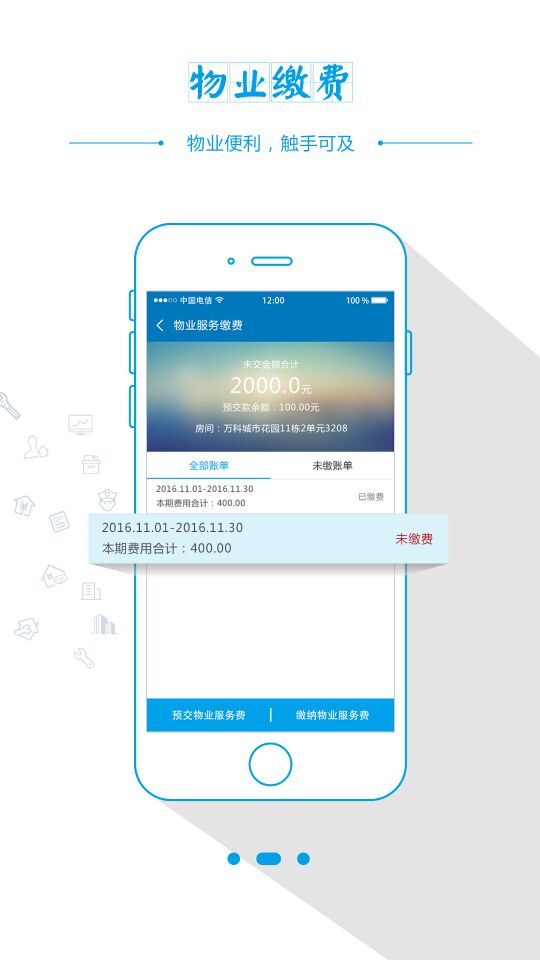 物业缴费
物业便利，触手可及
中国电信 12:00 100 %
物业服务缴费
未交金额合计
2000.0元
预交款余额：100.00元
房间：万科城市花园11栋2单元3208
全部账单 未缴账单
2016.11.01-2016.11.30
本期费用合计：400.00 已缴费
2016.11.01-2016.11.30
本期费用合计：400.00 未缴费
预交物业服务费 缴纳物业服务费